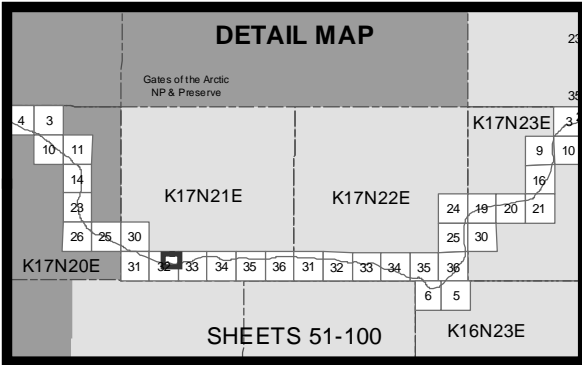 DETAIL MAP
23
Gates of the Arctic
NP & Preserve
35
4 3
K17N23E
3
10 11
9 10
14
16
K17N21E
K17N22E
23
24 19 20 21
26 25 30
25 30
K17N20E
31 32 33 34 35 36 31 32 33 34 35 36
6 5
SHEETS 51-100
K16N23E